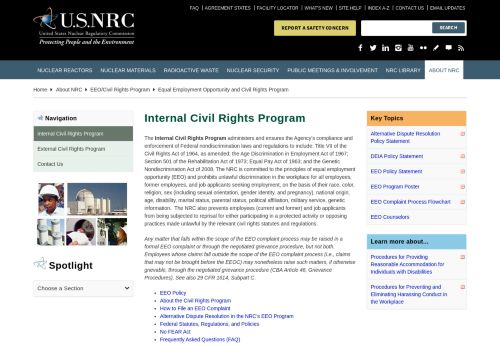 FAQ | AGREEMENT STATES | FACILITY LOCATOR | WHAT'S NEW | SITE HELP | INDEX A-Z | CONTACT US | EMAIL UPDATES
U.S.NRC
United States Nuclear Regulatory Commission
Protecting People and the Environment
REPORT A SAFETY CONCERN
SEARCH
NUCLEAR REACTORS NUCLEAR MATERIALS RADIOACTIVE WASTE NUCLEAR SECURITY PUBLIC MEETINGS & INVOLVEMENT NRC LIBRARY ABOUT NRC
Home > About NRC > EEO/Civil Rights Program > Equal Employment Opportunity and Civil Rights Program
Navigation
Internal Civil Rights Program
External Civil Rights Program
Contact Us
Spotlight
Choose a Section
Internal Civil Rights Program
The Internal Civil Rights Program administers and ensures the Agency's compliance and
enforcement of Federal nondiscrimination laws and regulations to include: Title VII of the
Civil Rights Act of 1964, as amended; the Age Discrimination in Employment Act of 1967;
Section 501 of the Rehabilitation Act of 1973; Equal Pay Act of 1963; and the Genetic
Nondiscrimination Act of 2008. The NRC is committed to the principles of equal employment
opportunity (EEO) and prohibits unlawful discrimination in the workplace for all employees,
former employees, and job applicants seeking employment, on the basis of their race, color,
religion, sex (including sexual orientation, gender identity, and pregnancy), national origin,
age, disability, marital status, parental status, political affiliation, military service, genetic
information. The NRC also prevents employees (current and former) and job applicants
from being subjected to reprisal for either participating in a protected activity or opposing
practices made unlawful by the relevant civil rights statutes and regulations.
Any matter that falls within the scope of the EEO complaint process may be raised in a
formal EEO complaint or through the negotiated grievance procedure, but not both.
Employees whose claims fall outside the scope of the EEO complaint process (i.e., claims
that may not be brought before the EEOC) may nonetheless raise such matters, if otherwise
grievable, through the negotiated grievance procedure (CBA Article 46, Grievance
Procedures). See also 29 CFR 1614, Subpart C.
EEO Policy
About the Civil Rights Program
How to File an EEO Complaint
Alternative Dispute Resolution in the NRC's EEO Program
Federal Statutes, Regulations, and Policies
No FEAR Act
Frequently Asked Questions (FAQ)
Key Topics
Alternative Dispute Resolution
Policy Statement
DEIA Policy Statement
EEO Policy Statement
EEO Program Poster
EEO Complaint Process Flowchart
EEO Counselors
Learn more about...
Procedures for Providing
Reasonable Accommodation for
Individuals with Disabilities
Procedures for Preventing and
Eliminating Harassing Conduct in
the Workplace